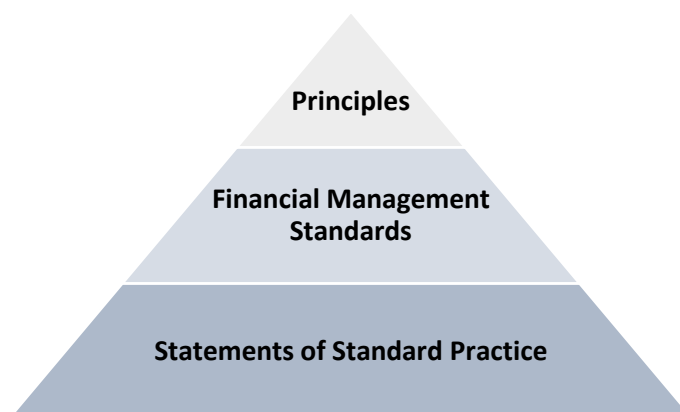 Principles
Financial Management
Standards
Statements of Standard Practice